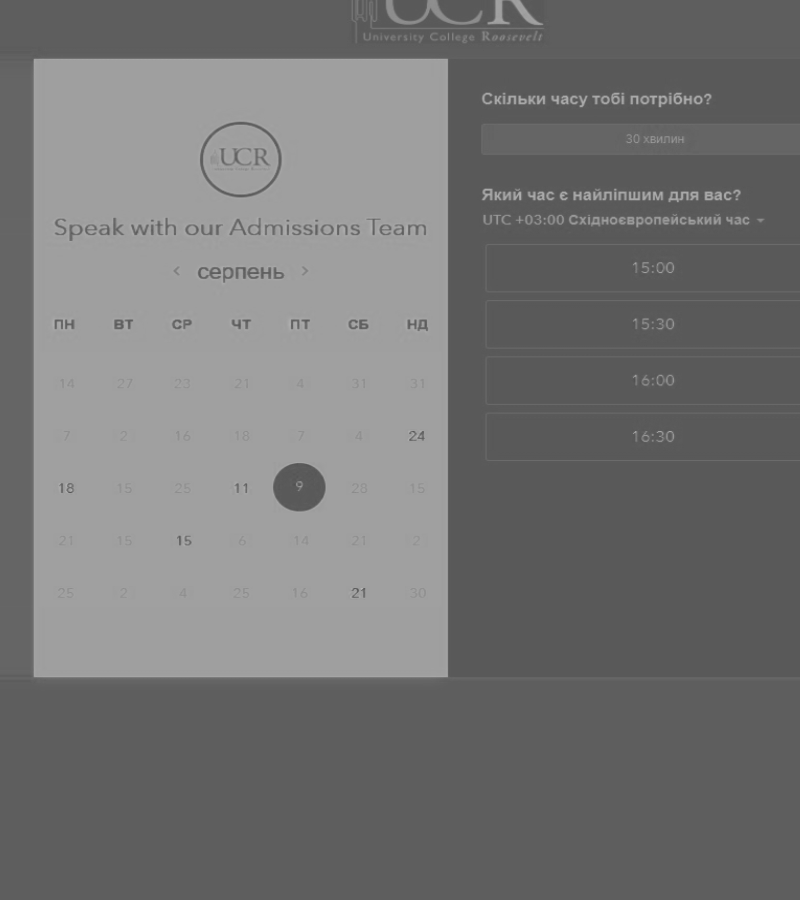 UCR
University College Roosevelt
UCR
Speak with our Admissions Team
серпень
ПН ВТ СР ЧТ ПТ СБ НД
14 27 23 21 4 31 31
7 2 16 18 7 4 24
18 15 25 11 9 28 15
21 15 15 6 14 21 2
25 2 4 25 16 21 30
Скільки часу тобі потрібно?
30 хвилин
Який час є найліпшим для вас?
UTC +03:00 Східноєвропейський час
15:00
15:30
16:00
16:30